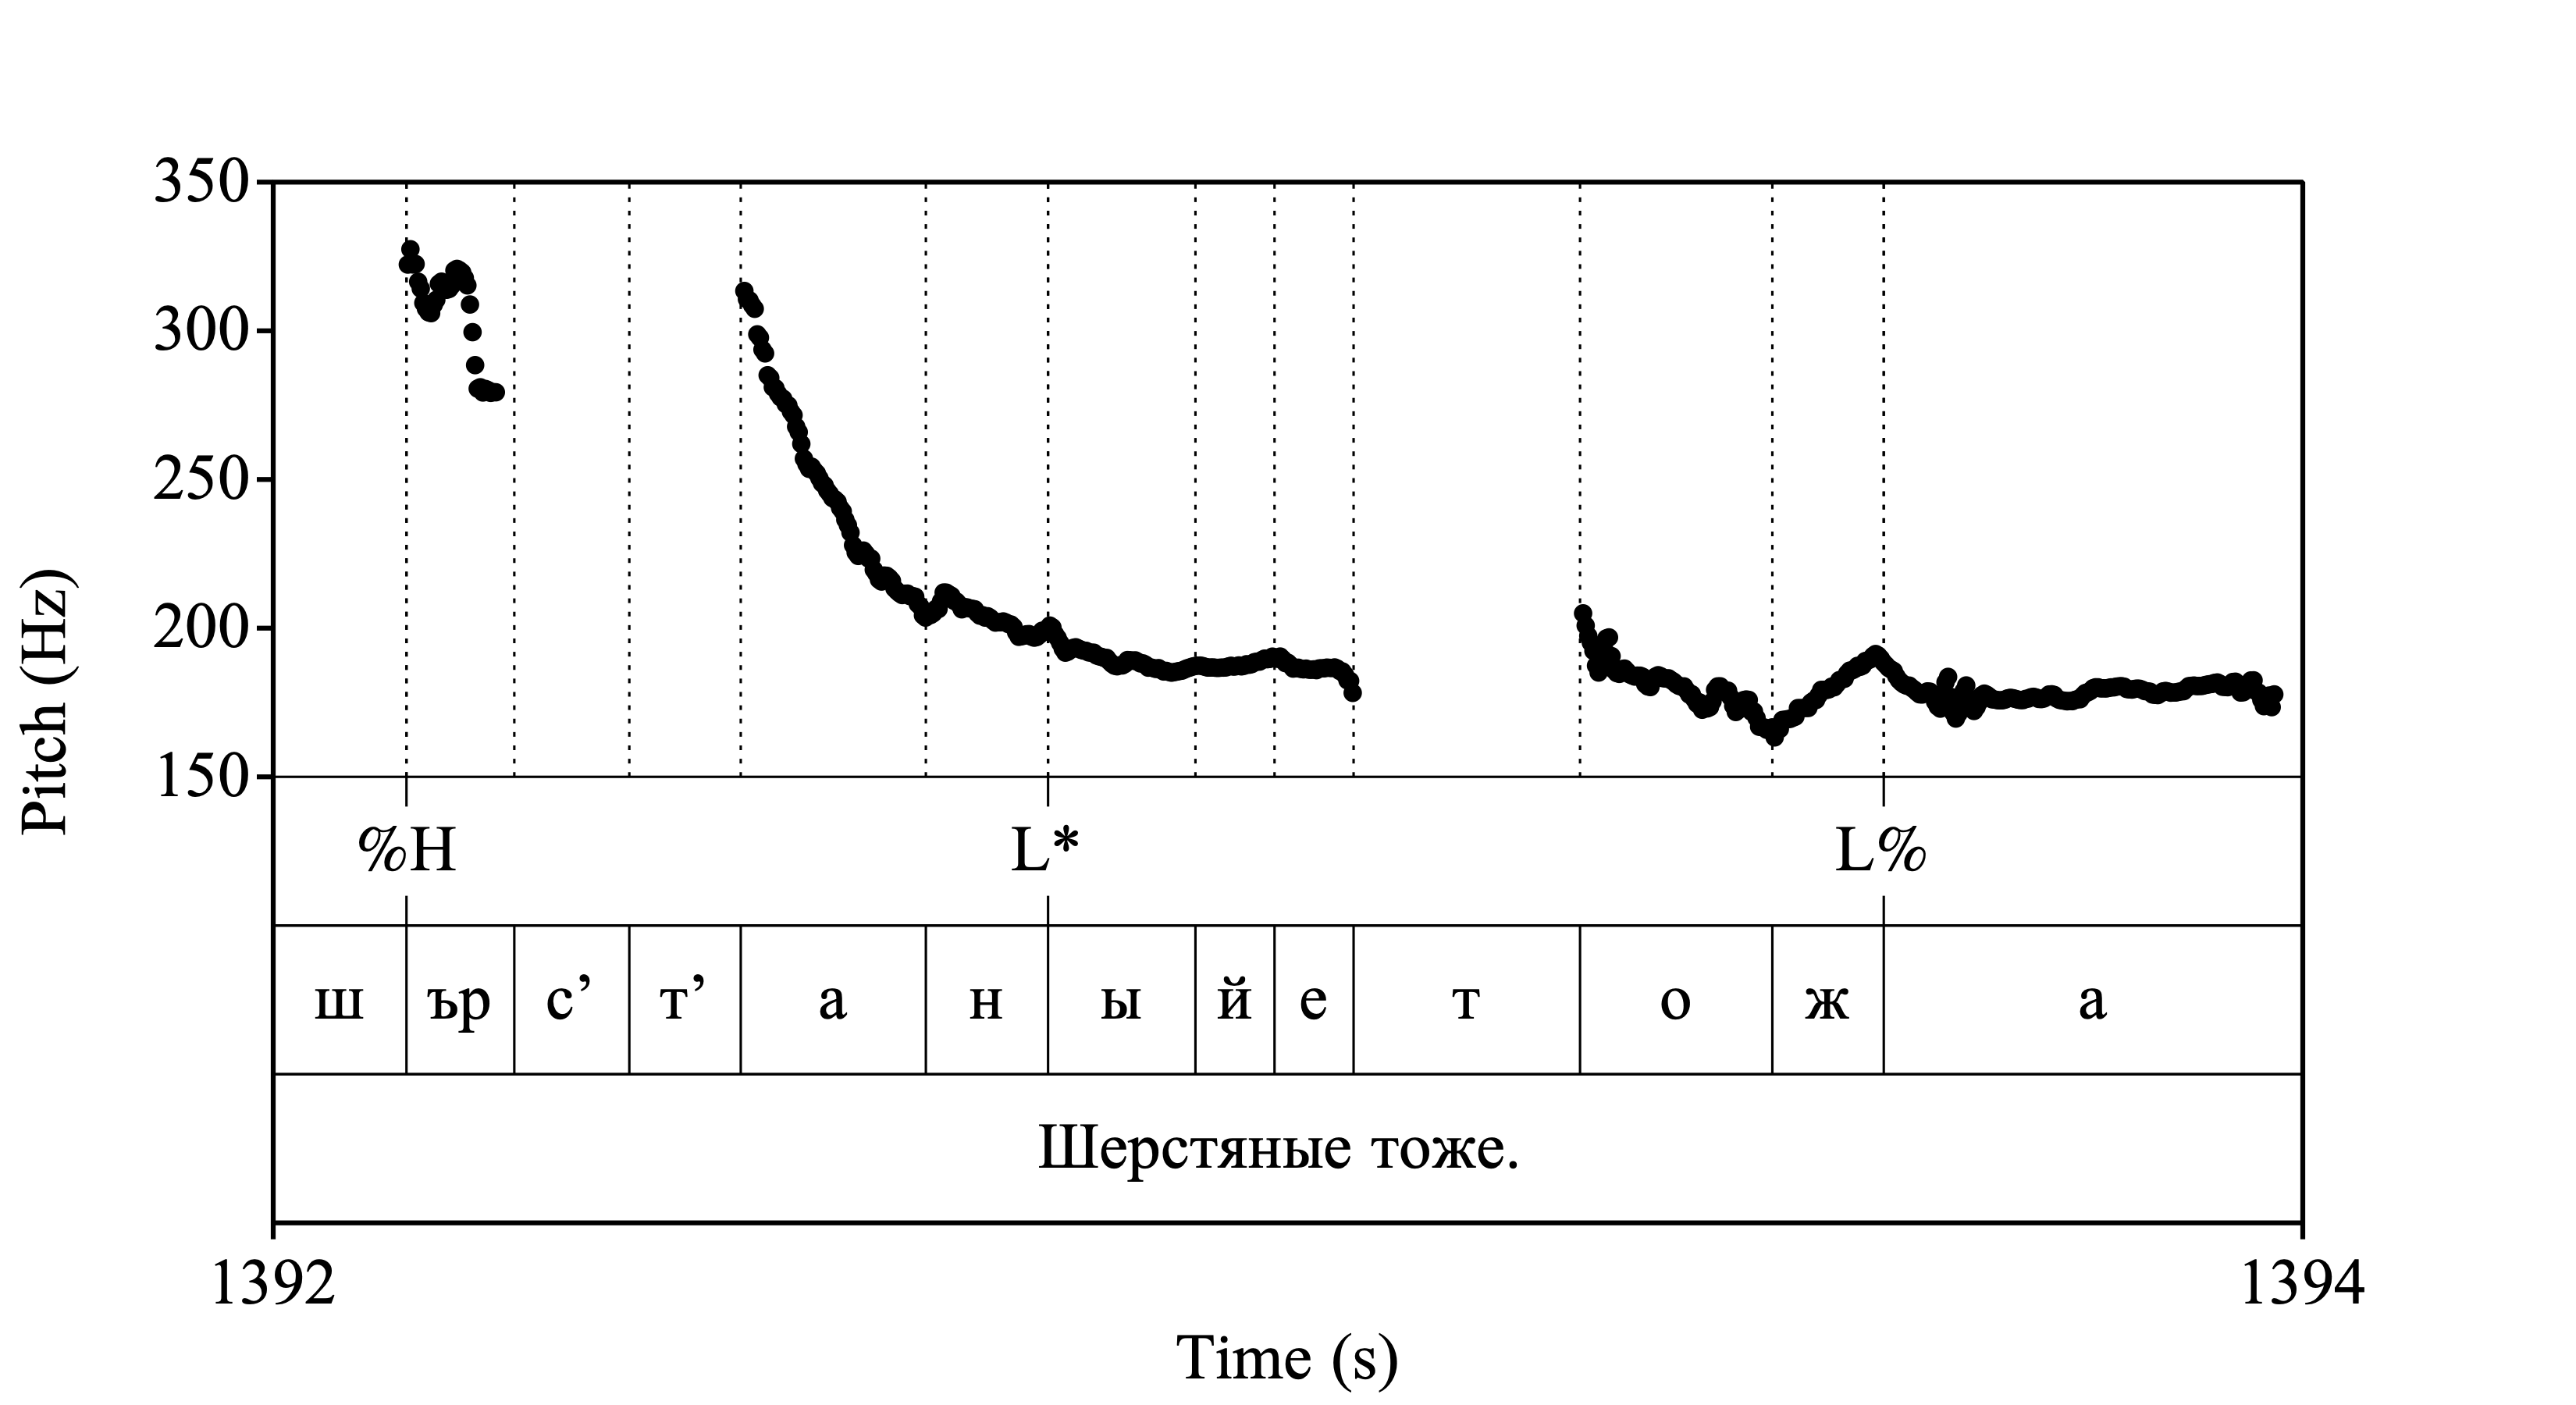 350
300
250
200
150
Pitch (Hz)
%H L* L%
ш ър с’ т’ а н ы й е т о ж а
Шерстяные тоже.
1392 1394
Time (s)